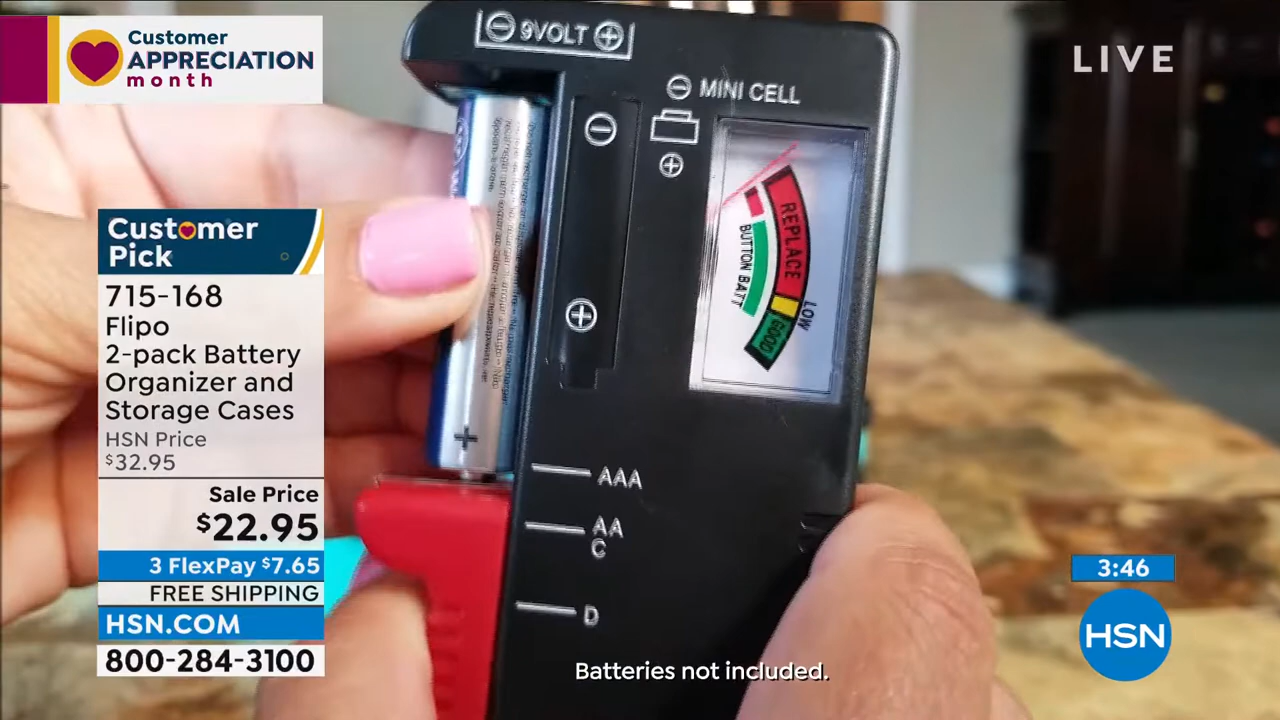 Customer
APPRECIATION
month
LIVE
Customer
Pick
715-168
Flipo
2-pack Battery
Organizer and
Storage Cases
HSN Price
$32.95
Sale Price
$22.95
3 FlexPay $7.65
FREE SHIPPING
HSN.COM
800-284-3100
⊖ 9VOLT ⊕
⊖ MINI CELL
⊕
⊖
⊕
+
REPLACE
LOW
GOOD
BUTTON BATT
AAA
AA
C
D
Batteries not included.
3:46
HSN